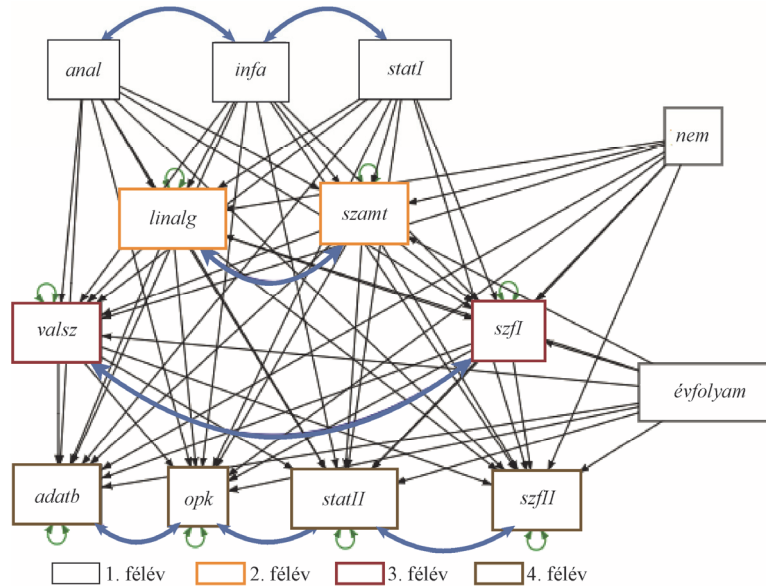 anal infa statI
nem
linalg szamt
valsz szfI
évfolyam
adatb opk statII szfII
1. félév 2. félév 3. félév 4. félév